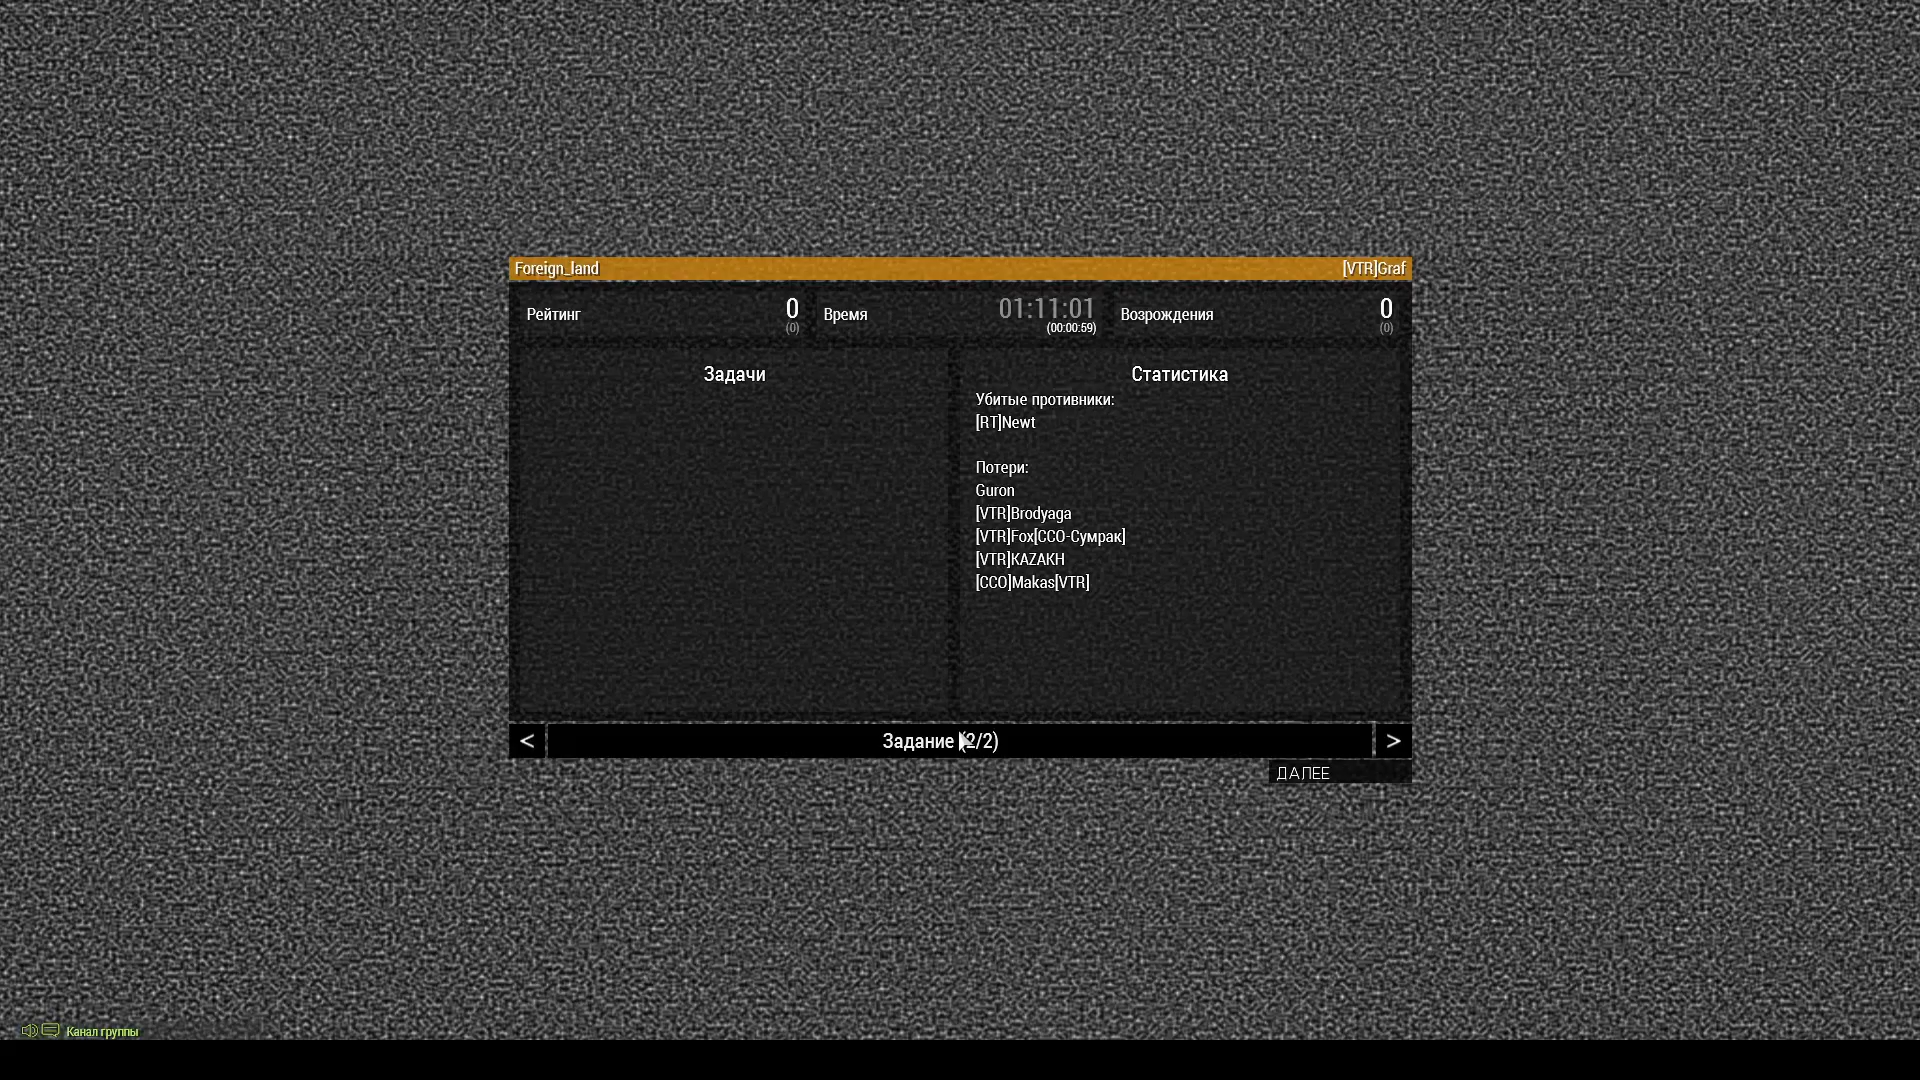 Foreign_land [VTR]Graf
Рейтинг 0 (0) Время 01:11:01 (00:00:59) Возрождения 0 (0)
Задачи
Статистика
Убитые противники:
[RT]Newt
Потери:
Guron
[VTR]Brodyaga
[VTR]Fox[ССО-Сумрак]
[VTR]KAZAKH
[ССО]Makas[VTR]
< Задание (2/2) >
ДАЛЕЕ
Канал группы